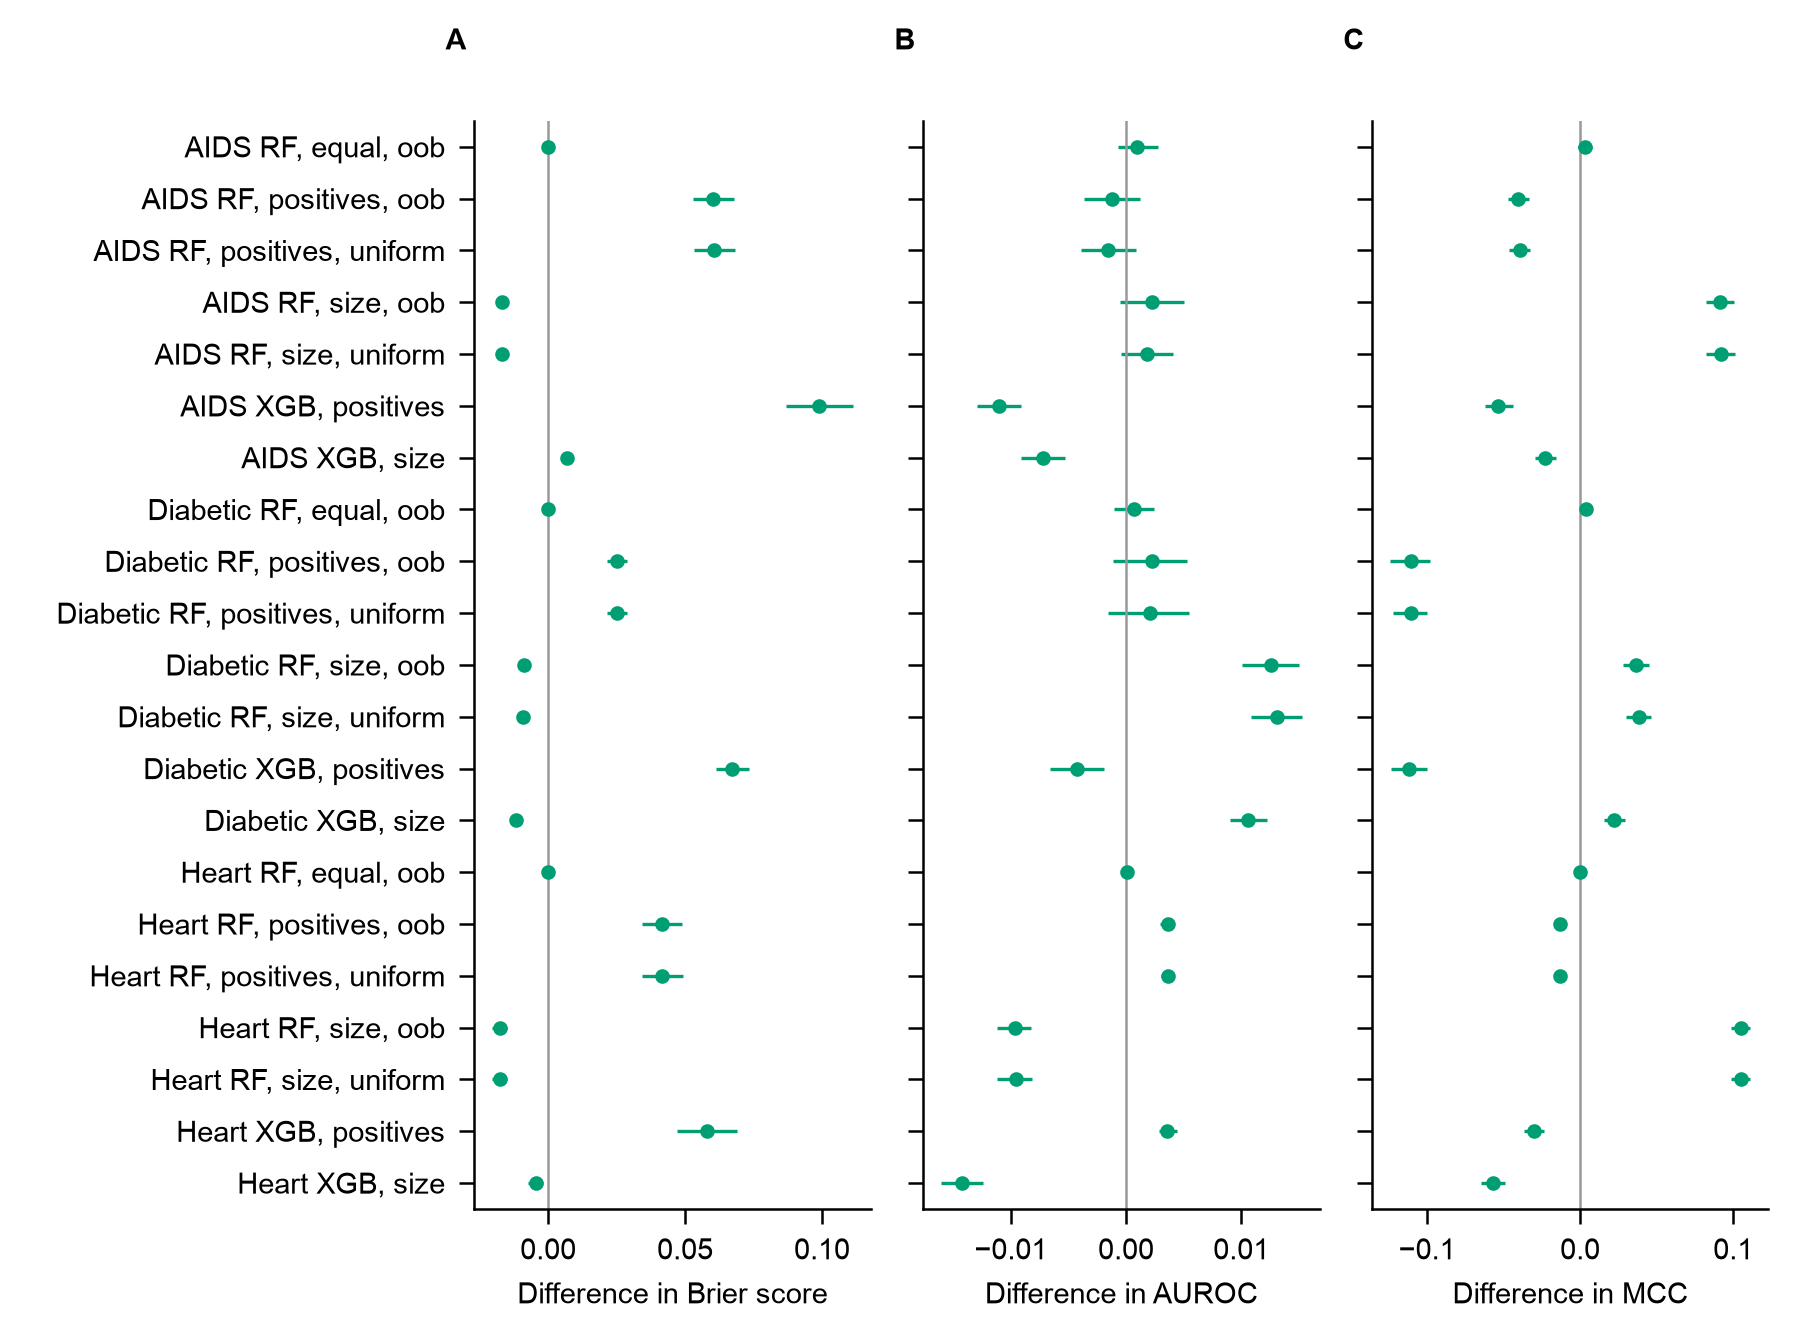 A
B
C
AIDS RF, equal, oob
AIDS RF, positives, oob
AIDS RF, positives, uniform
AIDS RF, size, oob
AIDS RF, size, uniform
AIDS XGB, positives
AIDS XGB, size
Diabetic RF, equal, oob
Diabetic RF, positives, oob
Diabetic RF, positives, uniform
Diabetic RF, size, oob
Diabetic RF, size, uniform
Diabetic XGB, positives
Diabetic XGB, size
Heart RF, equal, oob
Heart RF, positives, oob
Heart RF, positives, uniform
Heart RF, size, oob
Heart RF, size, uniform
Heart XGB, positives
Heart XGB, size
0.00 0.05 0.10
Difference in Brier score
−0.01 0.00 0.01
Difference in AUROC
−0.1 0.0 0.1
Difference in MCC